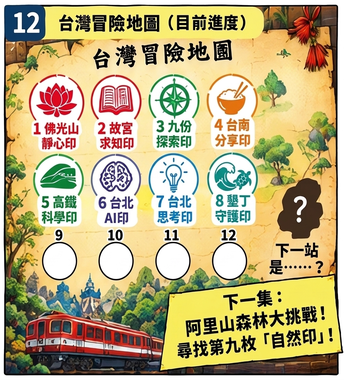 12 台灣冒險地圖（目前進度）
台灣冒險地圖
1 佛光山
靜心印
2 故宮
求知印
3 九份
探索印
4 台南
分享印
5 高鐵
科學印
6 台北
AI印
7 台北
思考印
8 墾丁
守護印
?
9
10
11
12
下一站
是……？
下一集：
阿里山森林大挑戰！
尋找第九枚「自然印」！